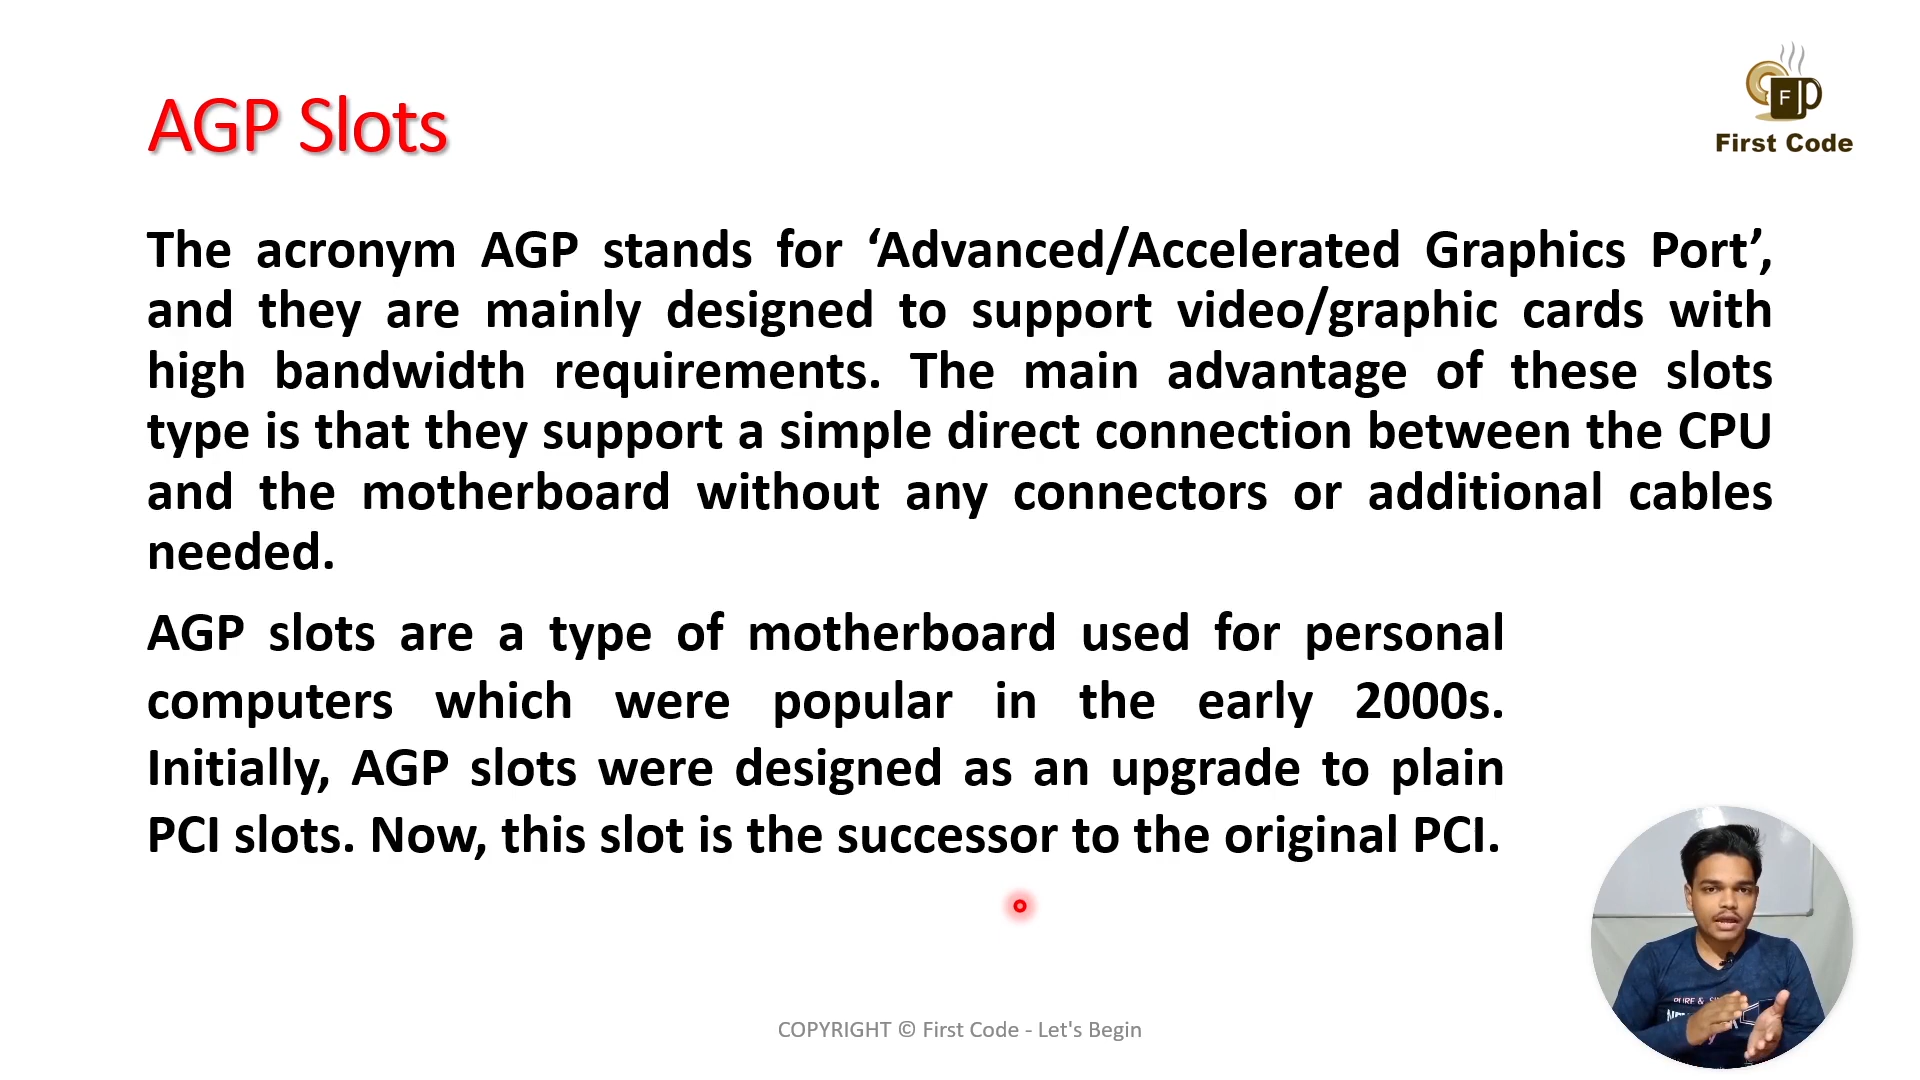 AGP Slots
F
First Code
The acronym AGP stands for ‘Advanced/Accelerated Graphics Port’,
and they are mainly designed to support video/graphic cards with
high bandwidth requirements. The main advantage of these slots
type is that they support a simple direct connection between the CPU
and the motherboard without any connectors or additional cables
needed.
AGP slots are a type of motherboard used for personal
computers which were popular in the early 2000s.
Initially, AGP slots were designed as an upgrade to plain
PCI slots. Now, this slot is the successor to the original PCI.
PURE &
COPYRIGHT © First Code - Let's Begin